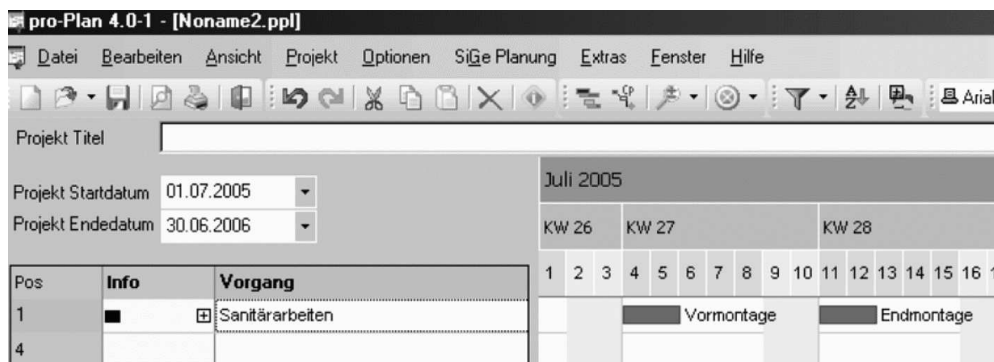 pro-Plan 4.0-1 - [Noname2.ppl]
Datei Bearbeiten Ansicht Projekt Optionen SiGe Planung Extras Fenster Hilfe
Arial
Projekt Titel
Projekt Startdatum 01.07.2005
Projekt Endedatum 30.06.2006
Juli 2005
KW 26 KW 27 KW 28
Pos Info Vorgang 1 2 3 4 5 6 7 8 9 10 11 12 13 14 15 16
1 Sanitärarbeiten Vormontage Endmontage
4